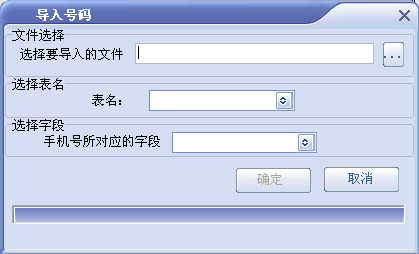 导入号码
文件选择
选择要导入的文件
...
选择表名
表名：
选择字段
手机号所对应的字段
确定
取消